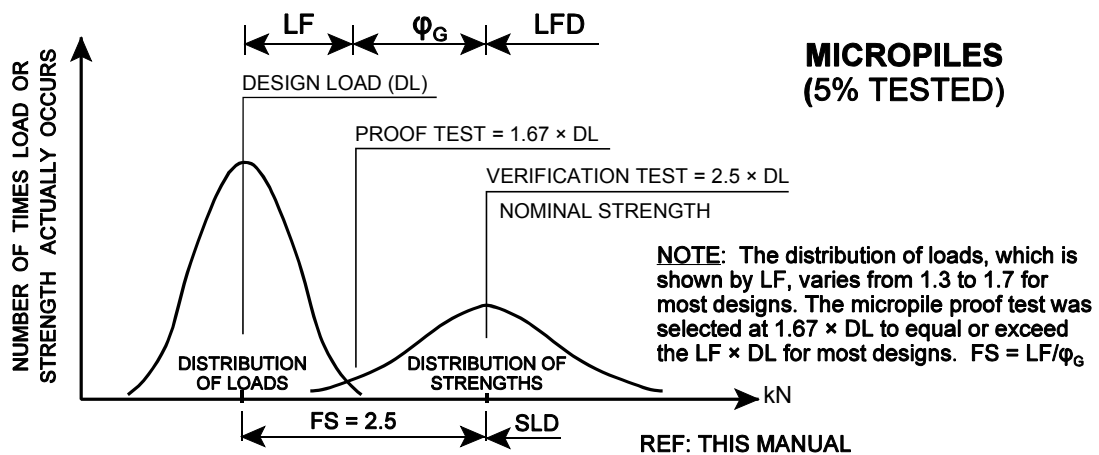 LF φG LFD
MICROPILES
(5% TESTED)
NUMBER OF TIMES LOAD OR
STRENGTH ACTUALLY OCCURS
DESIGN LOAD (DL)
PROOF TEST = 1.67 × DL
VERIFICATION TEST = 2.5 × DL
NOMINAL STRENGTH
NOTE: The distribution of loads, which is
shown by LF, varies from 1.3 to 1.7 for
most designs. The micropile proof test was
selected at 1.67 × DL to equal or exceed
the LF × DL for most designs. FS = LF/φG
DISTRIBUTION
OF LOADS
DISTRIBUTION OF
STRENGTHS
kN
FS = 2.5
SLD
REF: THIS MANUAL